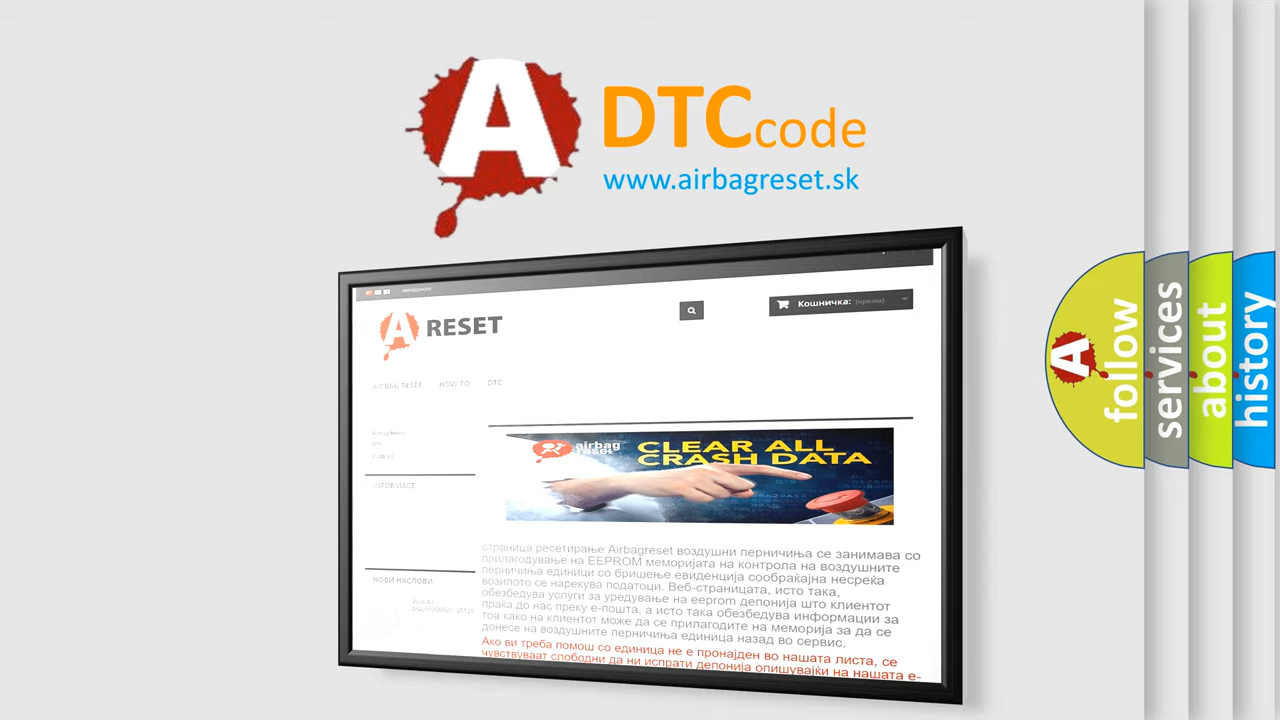 A DTC code
www.airbagreset.sk
A RESET
Кошничка: (празна)
AIRBAG RESET HOW TO DTC
airbag
reset
CLEAR ALL
CRASH DATA
INFORMACE
страница ресетирање Airbagreset воздушни перничиња се занимава со
прилагодување на EEPROM меморијата на контрола на воздушните
перничиња единици со бришење евиденција сообраќајна несреќа
возилото се нарекува податоци. Веб-страницата, исто така,
обезбедува услуги за уредување на eeprom депонија што клиентот
праќа до нас преку е-пошта, а исто така обезбедува информации за
тоа како на клиентот може да се прилагодите на меморија за да се
донесе на воздушните перничиња единица назад во сервис.
НОВИ НАСЛОВИ
Ако ви треба помош со единица не е пронајден во нашата листа, се
чувствуваат слободни да ни испрати депонија опишувајќи на нашата е-
A follow
services
about
history